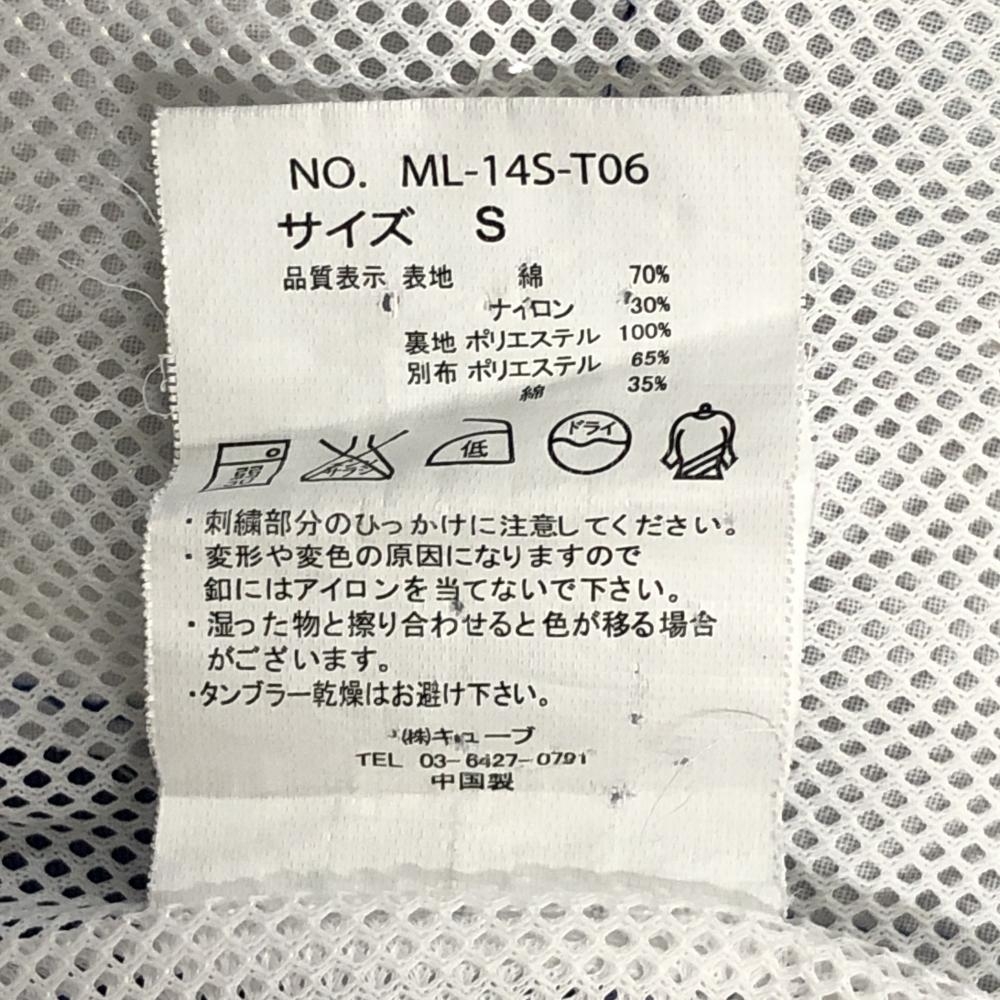 NO. ML-14S-T06
サイズ S
品質表示 表地 綿 70%
ナイロン 30%
裏地 ポリエステル 100%
別布 ポリエステル 65%
綿 35%
弱 エンソ サラシ 低 ドライ
・刺繍部分のひっかけに注意してください。
・変形や変色の原因になりますので
釦にはアイロンを当てないで下さい。
・湿った物と擦り合わせると色が移る場合
がございます。
・タンブラー乾燥はお避け下さい。
(株)キューブ
TEL 03-6427-0791
中国製